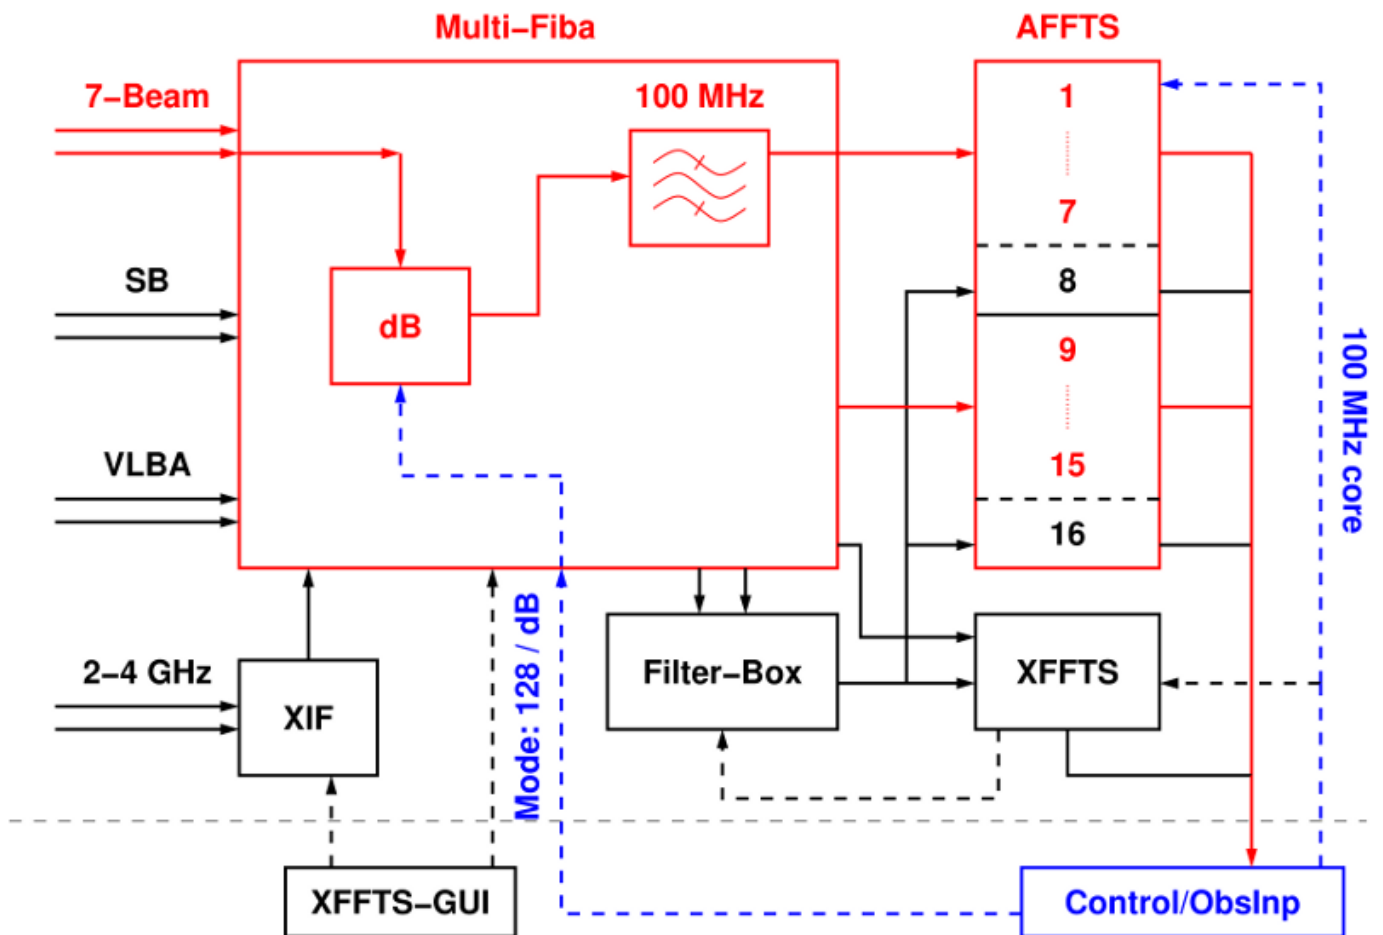 Multi–Fiba
AFFTS
7–Beam
100 MHz
1
7
SB
8
dB
9
100 MHz core
VLBA
15
16
Mode: 128 / dB
2–4 GHz
XIF
Filter–Box
XFFTS
XFFTS–GUI
Control/ObsInp